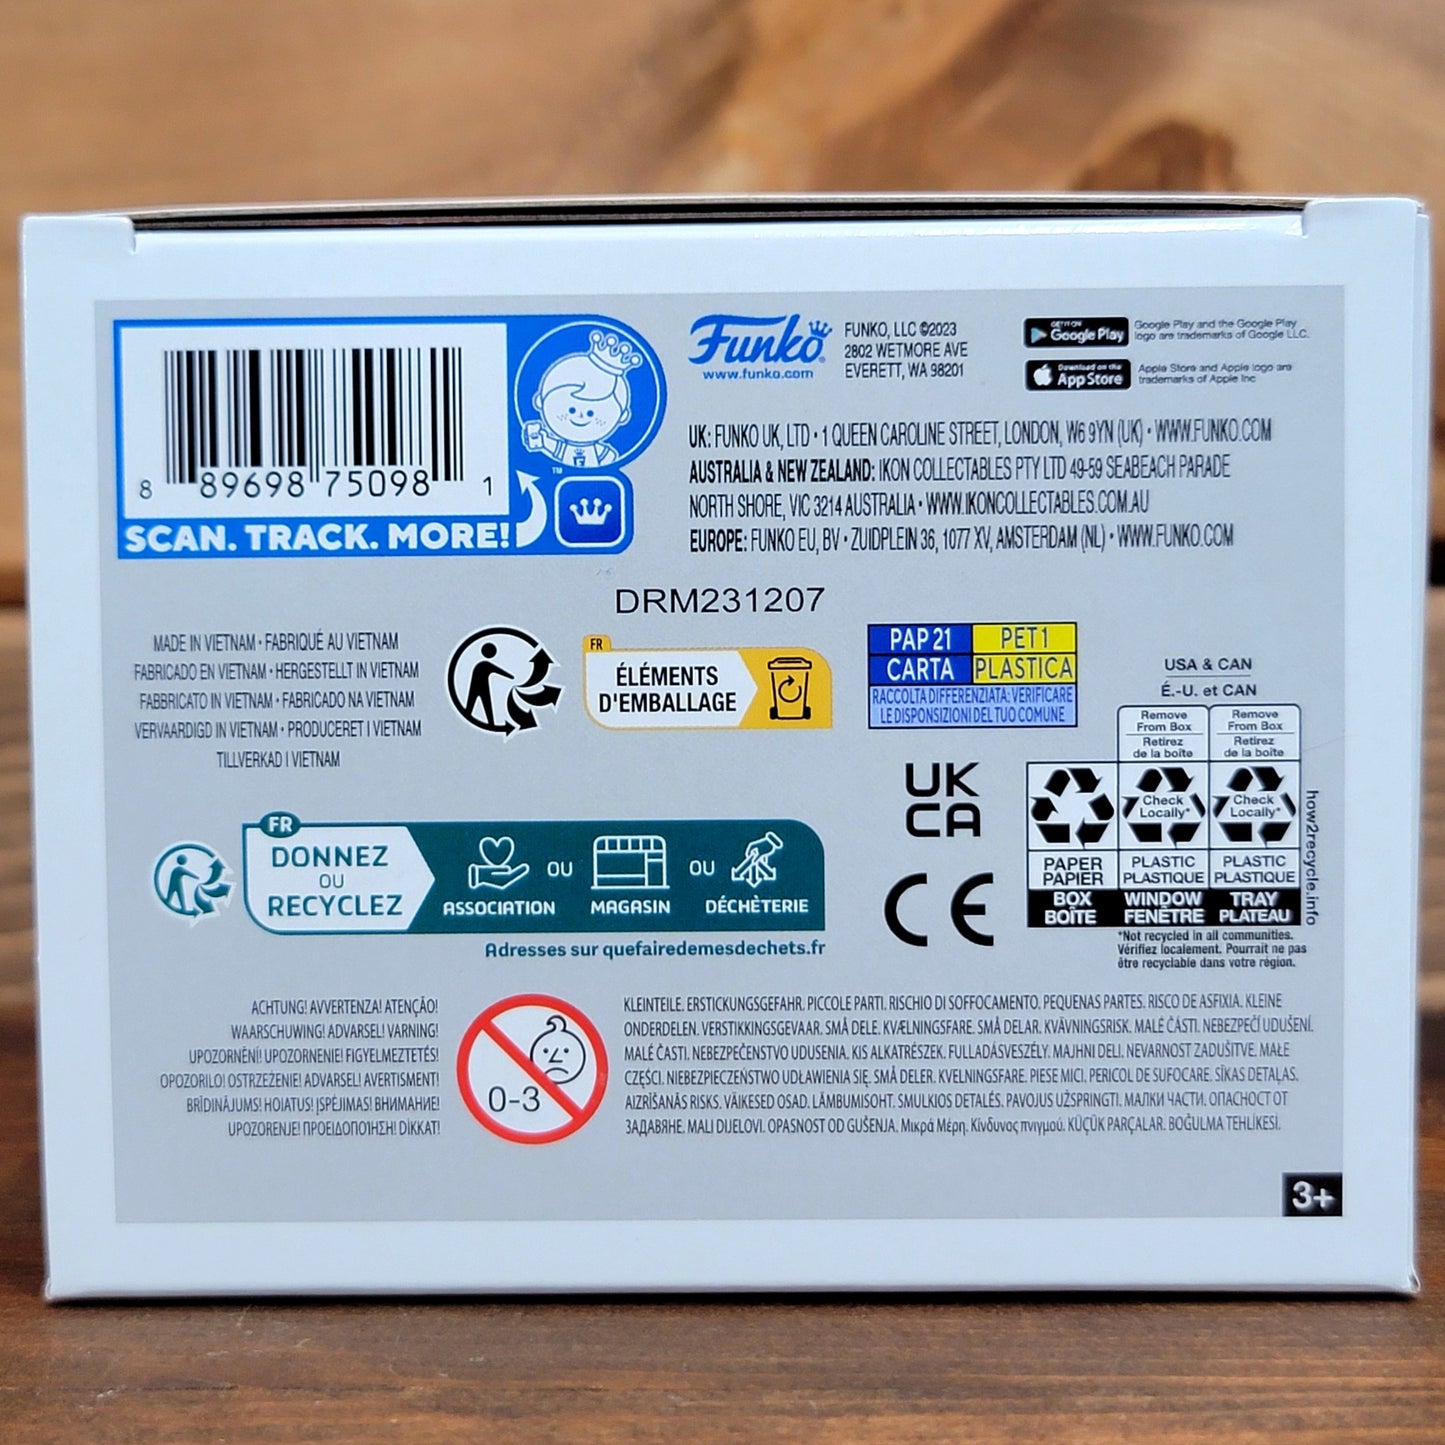 8 89698 75098 1
SCAN. TRACK. MORE!
™
Funko
www.funko.com
FUNKO, LLC ©2023
2802 WETMORE AVE
EVERETT, WA 98201
GET IT ON
Google Play
Google Play and the Google Play
logo are trademarks of Google LLC.
Download on the
App Store
Apple Store and Apple logo are
trademarks of Apple Inc
UK: FUNKO UK, LTD • 1 QUEEN CAROLINE STREET, LONDON, W6 9YN (UK) • WWW.FUNKO.COM
AUSTRALIA & NEW ZEALAND: IKON COLLECTABLES PTY LTD 49-59 SEABEACH PARADE
NORTH SHORE, VIC 3214 AUSTRALIA • WWW.IKONCOLLECTABLES.COM.AU
EUROPE: FUNKO EU, BV • ZUIDPLEIN 36, 1077 XV, AMSTERDAM (NL) • WWW.FUNKO.COM
DRM231207
MADE IN VIETNAM • FABRIQUÉ AU VIETNAM
FABRICADO EN VIETNAM • HERGESTELLT IN VIETNAM
FABBRICATO IN VIETNAM • FABRICADO NA VIETNAM
VERVAARDIGD IN VIETNAM • PRODUCERET I VIETNAM
TILLVERKAD I VIETNAM
FR
ÉLÉMENTS
D'EMBALLAGE
PAP 21
CARTA
PET 1
PLASTICA
RACCOLTA DIFFERENZIATA: VERIFICARE
LE DISPOSIZIONI DEL TUO COMUNE
USA & CAN
É.-U. et CAN
Remove
From Box
Retirez
de la boîte
Remove
From Box
Retirez
de la boîte
Check
Locally*
Check
Locally*
PAPER
PAPIER
PLASTIC
PLASTIQUE
PLASTIC
PLASTIQUE
BOX
BOÎTE
WINDOW
FENÊTRE
TRAY
PLATEAU
how2recycle.info
*Not recycled in all communities.
Vérifiez localement. Pourrait ne pas
être recyclable dans votre région.
UK
CA
CE
FR
DONNEZ
OU
RECYCLEZ
ASSOCIATION
OU
MAGASIN
OU
DÉCHÈTERIE
Adresses sur quefairedemesdechets.fr
ACHTUNG! AVVERTENZA! ATENÇÃO!
WAARSCHUWING! ADVARSEL! VARNING!
UPOZORNĚNÍ! UPOZORNENIE! FIGYELMEZTETÉS!
OPOZORILO! OSTRZEŻENIE! ADVARSEL! AVERTISMENT!
BRĪDINĀJUMS! HOIATUS! ĮSPĖJIMAS! ВНИМАНИЕ!
UPOZORENJE! ΠΡΟΕΙΔΟΠΟΙΗΣΗ! DİKKAT!
0-3
KLEINTEILE. ERSTICKUNGSGEFAHR. PICCOLE PARTI. RISCHIO DI SOFFOCAMENTO. PEQUENAS PARTES. RISCO DE ASFIXIA. KLEINE
ONDERDELEN. VERSTIKKINGSGEVAAR. SMÅ DELE. KVÆLNINGSFARE. SMÅ DELAR. KVÄVNINGSRISK. MALÉ ČÁSTI. NEBEZPEČÍ UDUŠENÍ.
MALÉ ČASTI. NEBEZPEČENSTVO UDUSENIA. KIS ALKATRÉSZEK. FULLADÁSVESZÉLY. MAJHNI DELI. NEVARNOST ZADUŠITVE. MAŁE
CZĘŚCI. NIEBEZPIECZEŃSTWO UDŁAWIENIA SIĘ. SMÅ DELER. KVELNINGSFARE. PIESE MICI. PERICOL DE SUFOCARE. SĪKAS DETAĻAS.
AIZRĪŠANĀS RISKS. VÄIKESED OSAD. LÄMBUMISOHT. SMULKIOS DETALĖS. PAVOJUS UŽSPRINGTI. МАЛКИ ЧАСТИ. ОПАСНОСТ ОТ
ЗАДАВЯНЕ. MALI DIJELOVI. OPASNOST OD GUŠENJA. Μικρά Μέρη. Κίνδυνος πνιγμού. KÜÇÜK PARÇALAR. BOĞULMA TEHLİKESİ.
3+